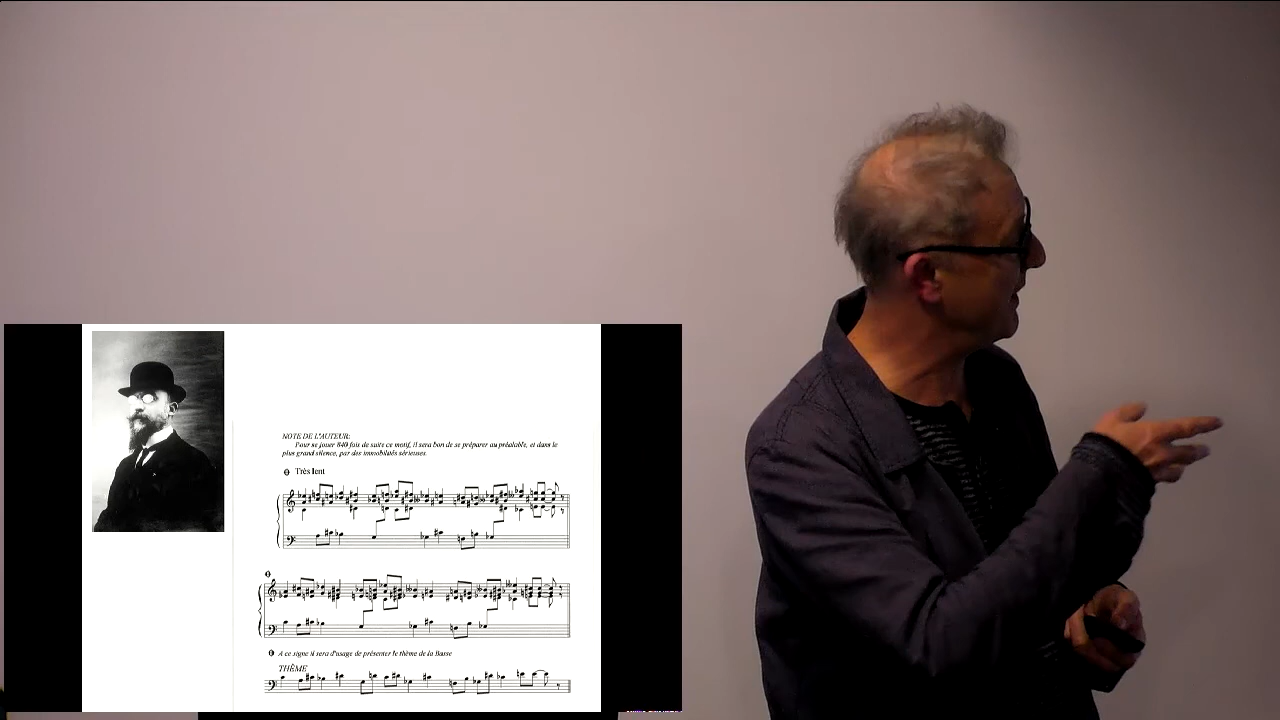 NOTE DE L'AUTEUR:
Pour se jouer 840 fois de suite ce motif, il sera bon de se préparer au préalable, et dans le
plus grand silence, par des immobilités sérieuses.
Très lent
A ce signe il sera d'usage de présenter le thème de la Basse
THÈME